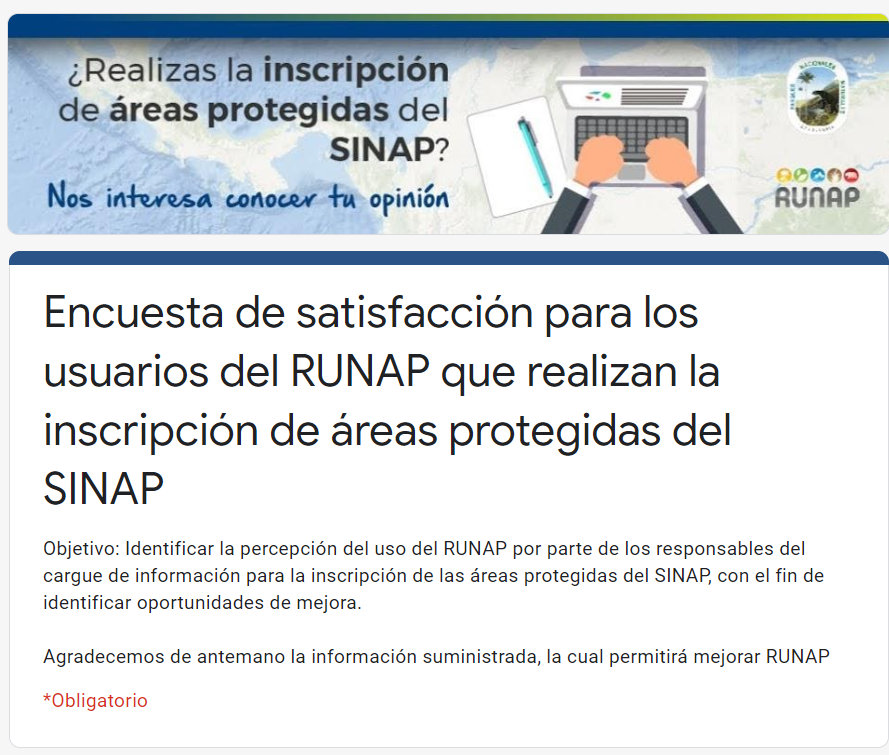 ¿Realizas la inscripción
de áreas protegidas del
SINAP?
Nos interesa conocer tu opinión
RUNAP
Encuesta de satisfacción para los
usuarios del RUNAP que realizan la
inscripción de áreas protegidas del
SINAP
Objetivo: Identificar la percepción del uso del RUNAP por parte de los responsables del
cargue de información para la inscripción de las áreas protegidas del SINAP, con el fin de
identificar oportunidades de mejora.
Agradecemos de antemano la información suministrada, la cual permitirá mejorar RUNAP
*Obligatorio